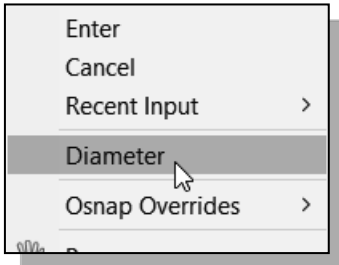 Enter
Cancel
Recent Input
Diameter
Osnap Overrides